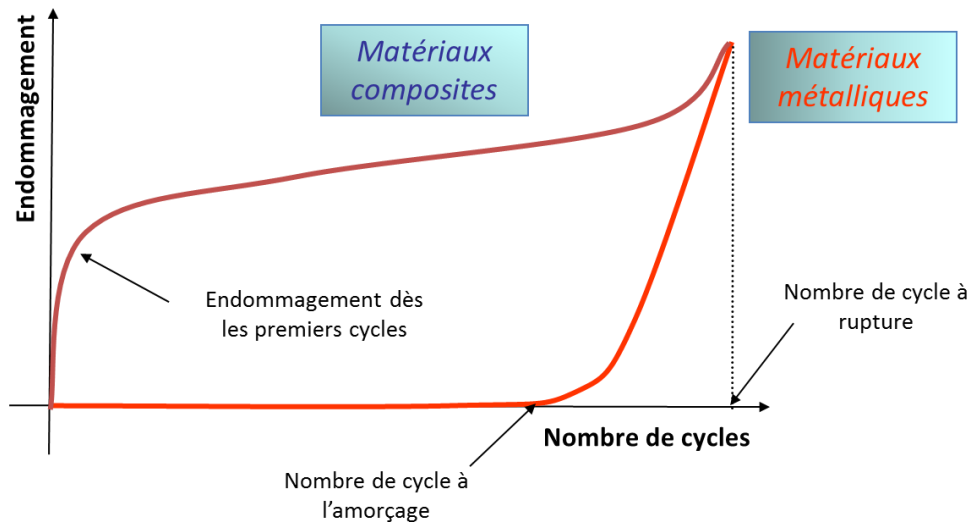 Endommagement
Matériaux
composites
Matériaux
métalliques
Endommagement dès
les premiers cycles
Nombre de cycle à
rupture
Nombre de cycles
Nombre de cycle à
l'amorçage